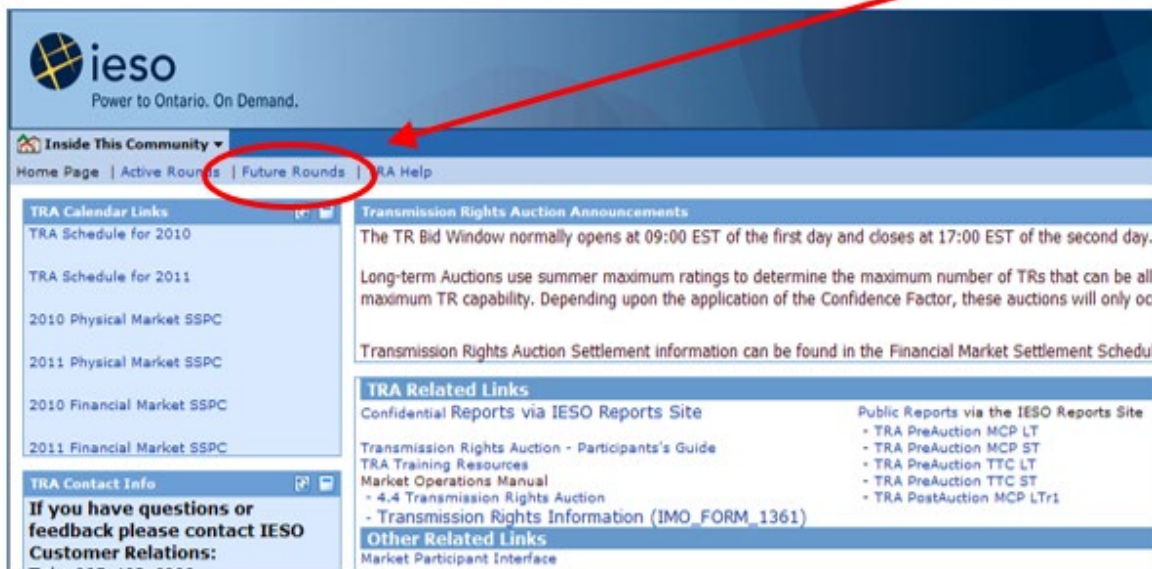 ieso
Power to Ontario. On Demand.
Inside This Community
Home Page | Active Rounds | Future Rounds | TRA Help
TRA Calendar Links
TRA Schedule for 2010
TRA Schedule for 2011
2010 Physical Market SSPC
2011 Physical Market SSPC
2010 Financial Market SSPC
2011 Financial Market SSPC
TRA Contact Info
If you have questions or
feedback please contact IESO
Customer Relations:
Transmission Rights Auction Announcements
The TR Bid Window normally opens at 09:00 EST of the first day and closes at 17:00 EST of the second day.
Long-term Auctions use summer maximum ratings to determine the maximum number of TRs that can be all
maximum TR capability. Depending upon the application of the Confidence Factor, these auctions will only oc
Transmission Rights Auction Settlement information can be found in the Financial Market Settlement Schedul
TRA Related Links
Confidential Reports via IESO Reports Site
Transmission Rights Auction - Participants's Guide
TRA Training Resources
Market Operations Manual
- 4.4 Transmission Rights Auction
- Transmission Rights Information (IMO_FORM_1361)
Public Reports via the IESO Reports Site
- TRA PreAuction MCP LT
- TRA PreAuction MCP ST
- TRA PreAuction TTC LT
- TRA PreAuction TTC ST
- TRA PostAuction MCP LTr1
Other Related Links
Market Participant Interface